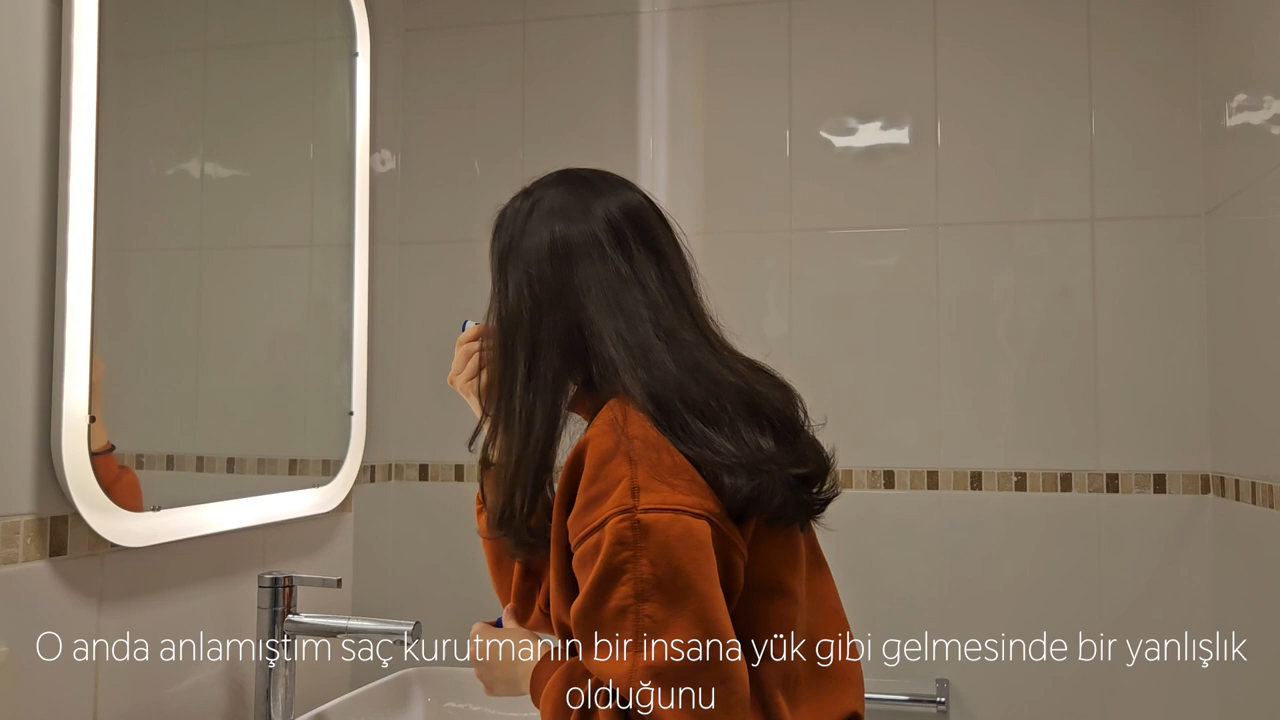 O anda anlamıştım saç kurutmanın bir insana yük gibi gelmesinde bir yanlışlık
olduğunu